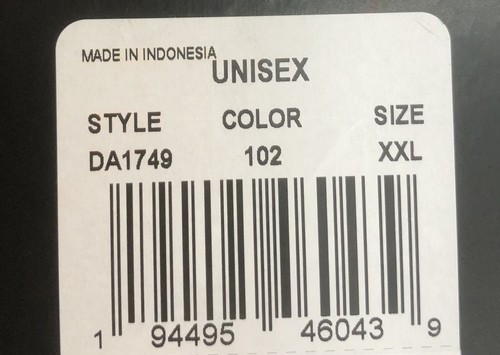 MADE IN INDONESIA
UNISEX
STYLE COLOR SIZE
DA1749 102 XXL
1 94495 46043 9